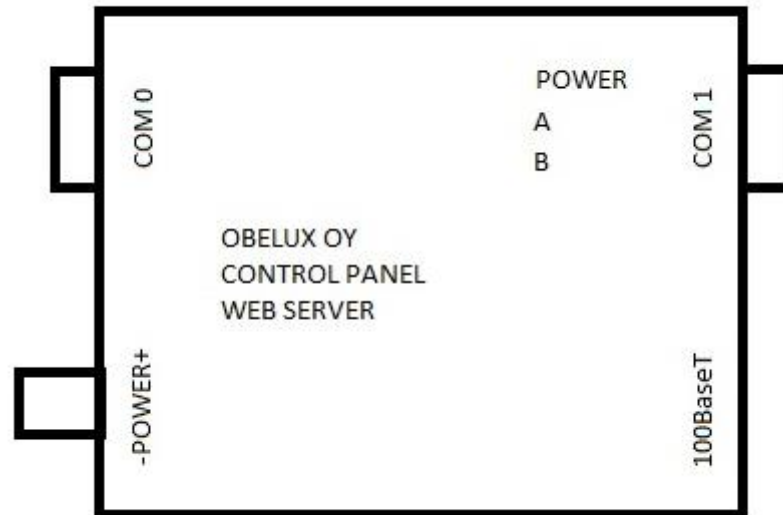 COM 0
POWER
A
B
COM 1
OBELUX OY
CONTROL PANEL
WEB SERVER
-POWER+
100BaseT